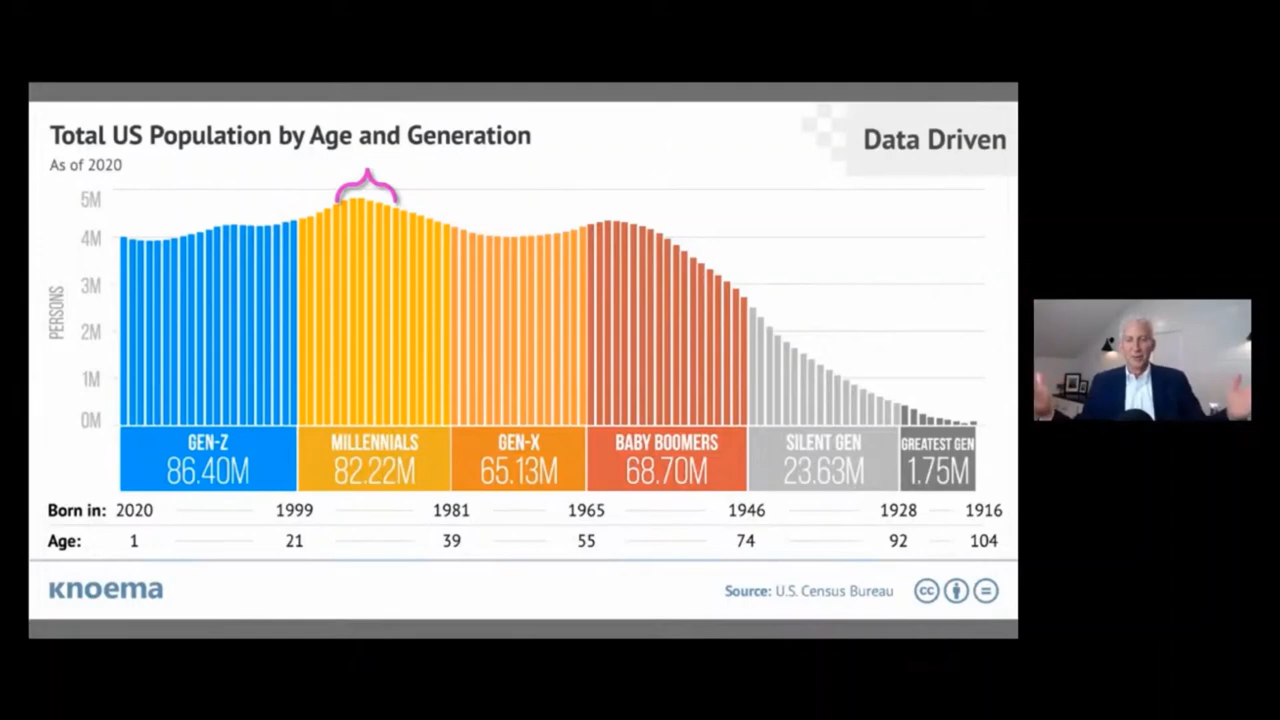 Total US Population by Age and Generation
Data Driven
As of 2020
PERSONS
5M
4M
3M
2M
1M
0M
GEN-Z
86.40M
MILLENNIALS
82.22M
GEN-X
65.13M
BABY BOOMERS
68.70M
SILENT GEN
23.63M
GREATEST GEN
1.75M
Born in: 2020 1999 1981 1965 1946 1928 1916
Age: 1 21 39 55 74 92 104
knoema
Source: U.S. Census Bureau
cc